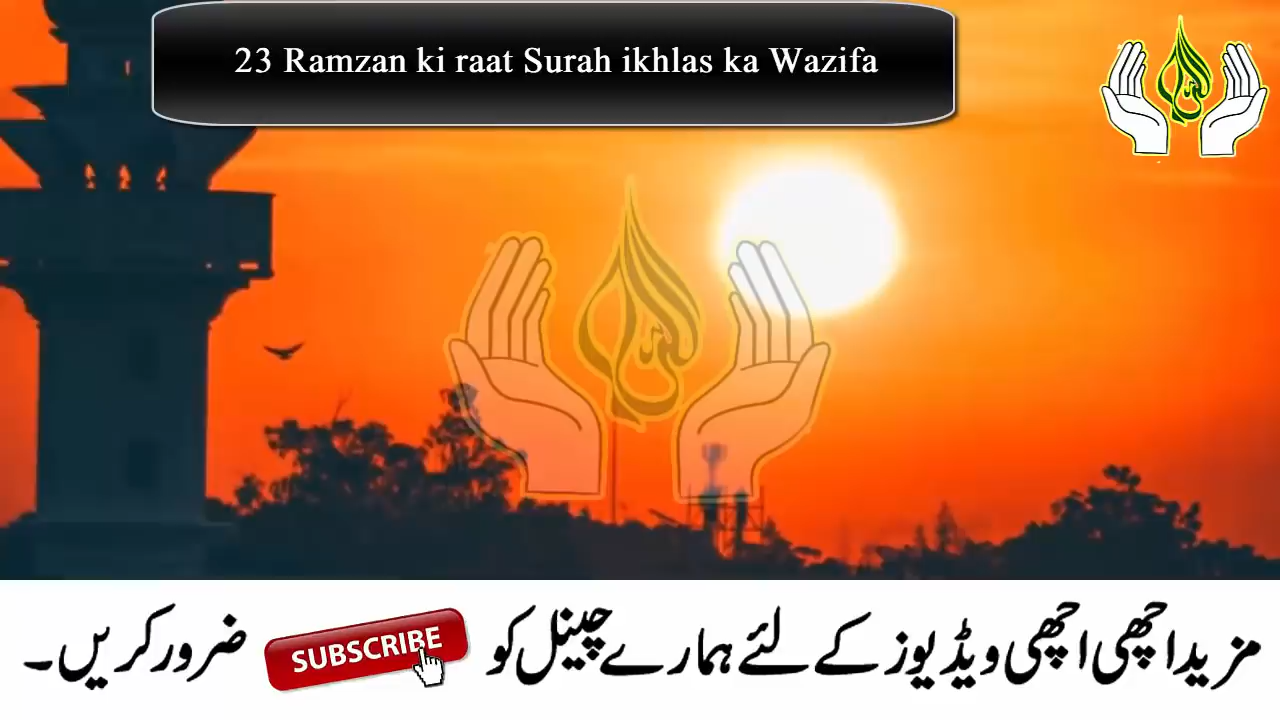 23 Ramzan ki raat Surah ikhlas ka Wazifa
مزید اچھی اچھی ویڈیوز کے لئے ہمارے چینل کو SUBSCRIBE ضرور کریں۔